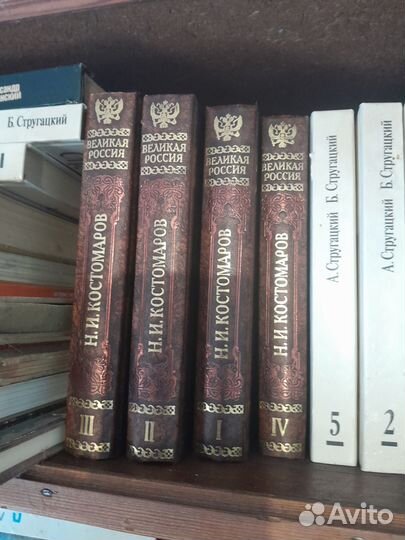 Б. Стругацкий
ВЕЛИКАЯ
РОССИЯ
Н. И. КОСТОМАРОВ
III
ВЕЛИКАЯ
РОССИЯ
Н. И. КОСТОМАРОВ
II
ВЕЛИКАЯ
РОССИЯ
Н. И. КОСТОМАРОВ
I
ВЕЛИКАЯ
РОССИЯ
Н. И. КОСТОМАРОВ
IV
А. Стругацкий Б. Стругацкий
5
А. Стругацкий Б. Стругацкий
2
Avito